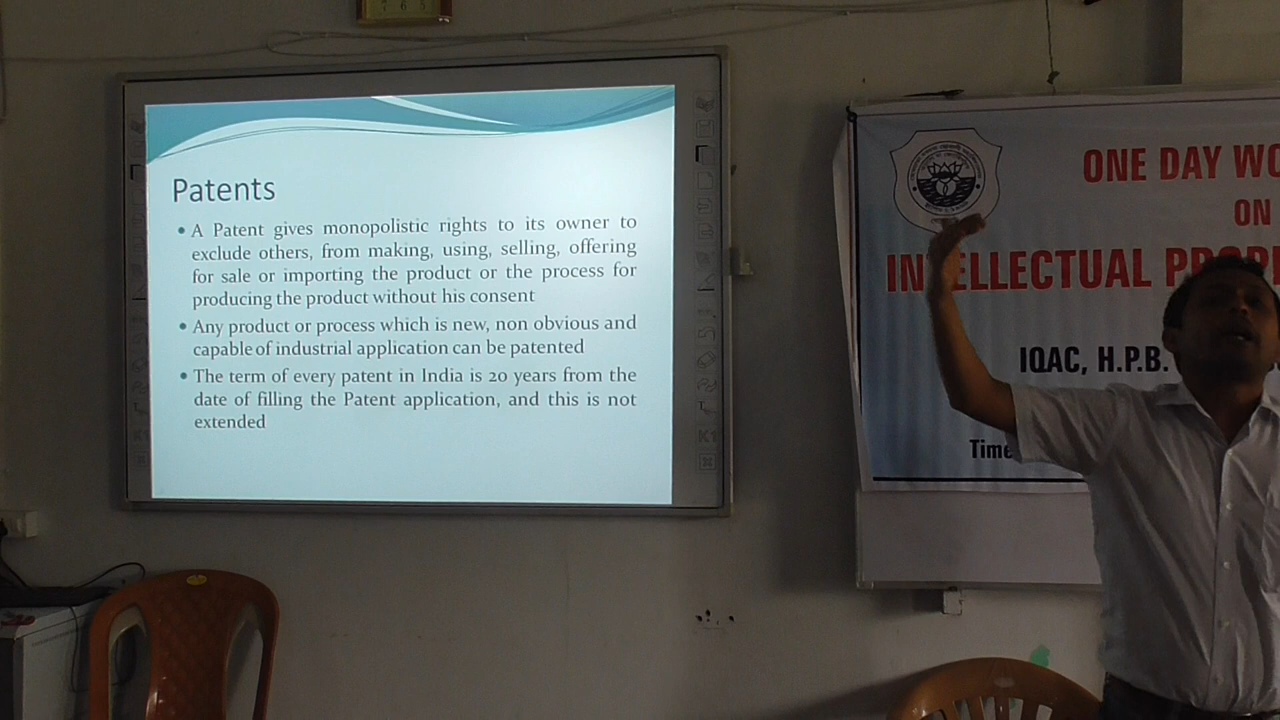 Patents
• A Patent gives monopolistic rights to its owner to
exclude others, from making, using, selling, offering
for sale or importing the product or the process for
producing the product without his consent
• Any product or process which is new, non obvious and
capable of industrial application can be patented
• The term of every patent in India is 20 years from the
date of filling the Patent application, and this is not
extended
ONE DAY WO
ON
INTELLECTUAL PROP
IQAC, H.P.B.
Time